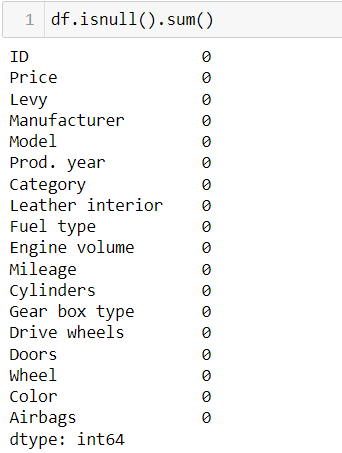 1 df.isnull().sum()
ID 0
Price 0
Levy 0
Manufacturer 0
Model 0
Prod. year 0
Category 0
Leather interior 0
Fuel type 0
Engine volume 0
Mileage 0
Cylinders 0
Gear box type 0
Drive wheels 0
Doors 0
Wheel 0
Color 0
Airbags 0
dtype: int64